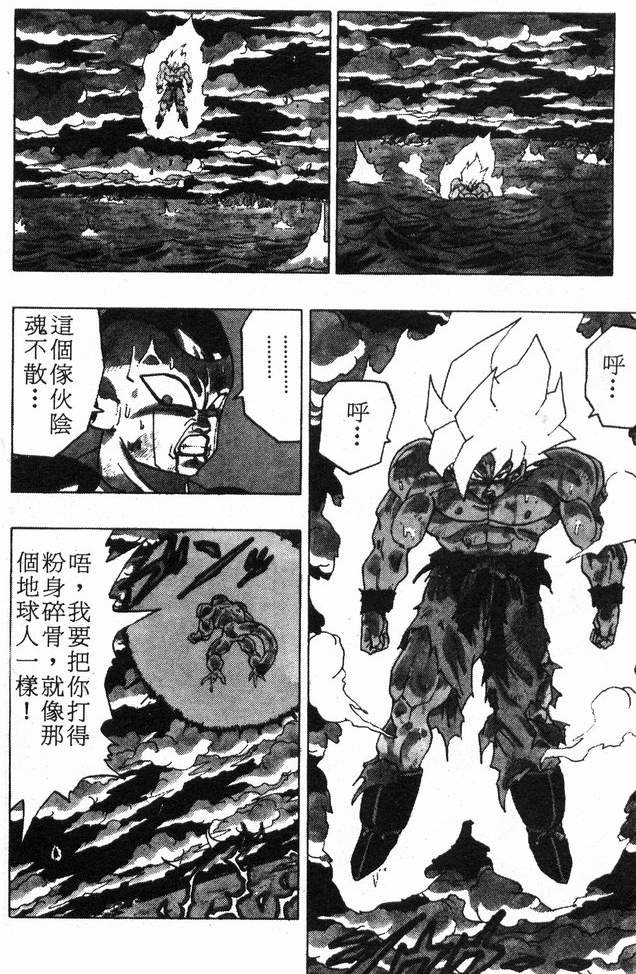 呼…
呼…
………
這個傢伙陰
魂不散…
唔，我要把你打得
粉身碎骨，就像那
個地球人一樣！